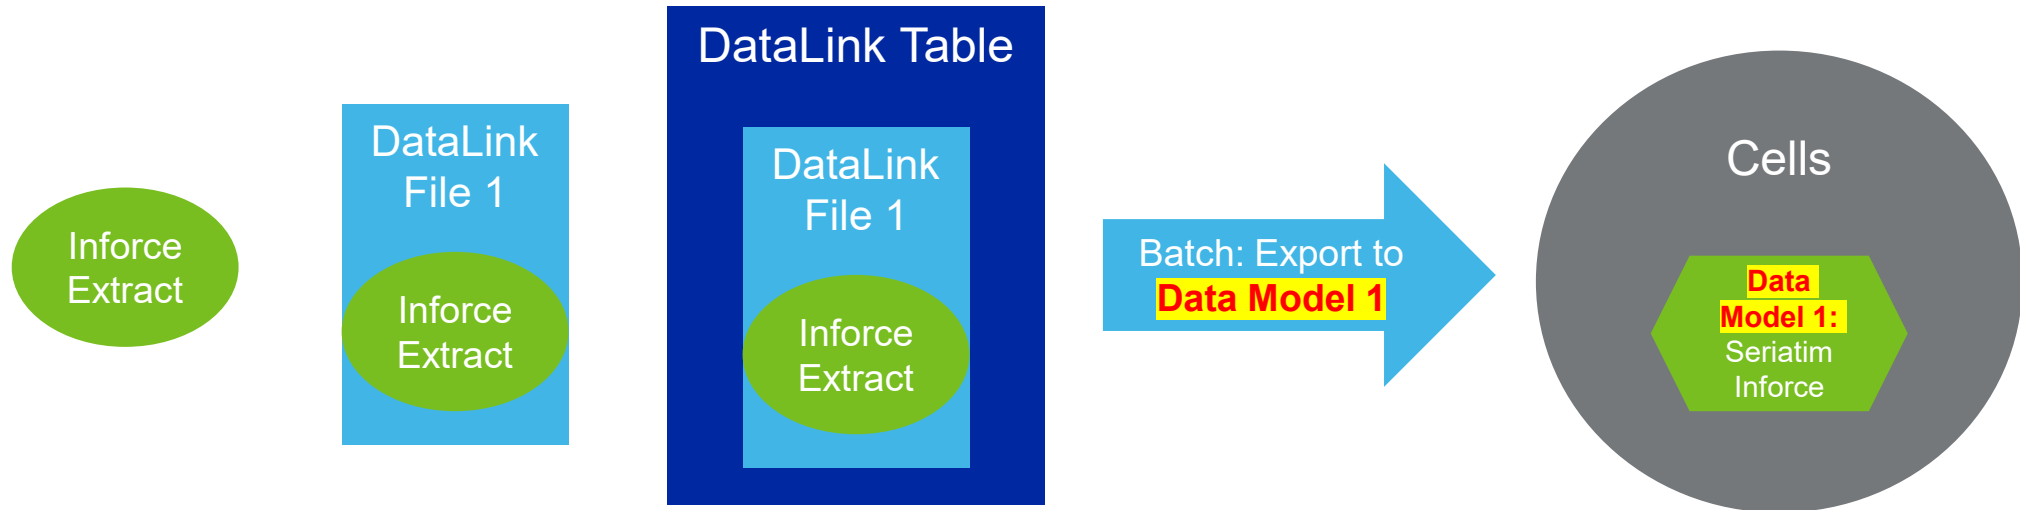 Inforce
Extract
DataLink
File 1
Inforce
Extract
DataLink Table
DataLink
File 1
Inforce
Extract
Batch: Export to
Data Model 1
Cells
Data
Model 1:
Seriatim
Inforce